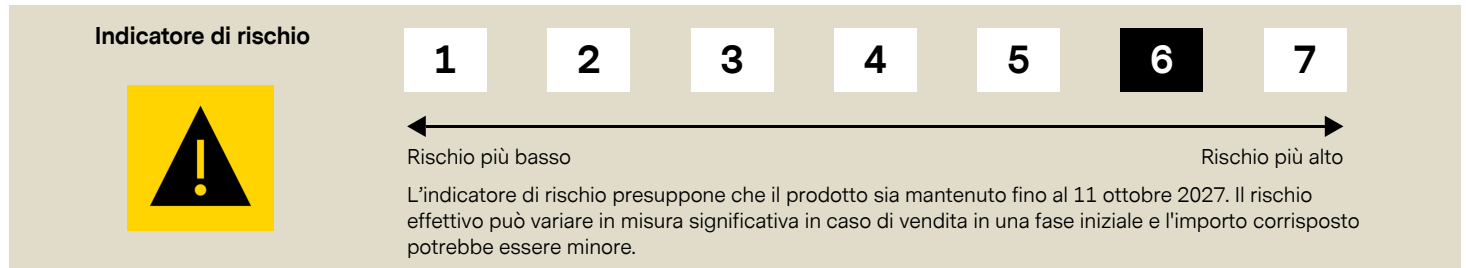 Indicatore di rischio
1 2 3 4 5 6 7
Rischio più basso
Rischio più alto
L'indicatore di rischio presuppone che il prodotto sia mantenuto fino al 11 ottobre 2027. Il rischio
effettivo può variare in misura significativa in caso di vendita in una fase iniziale e l'importo corrisposto
potrebbe essere minore.